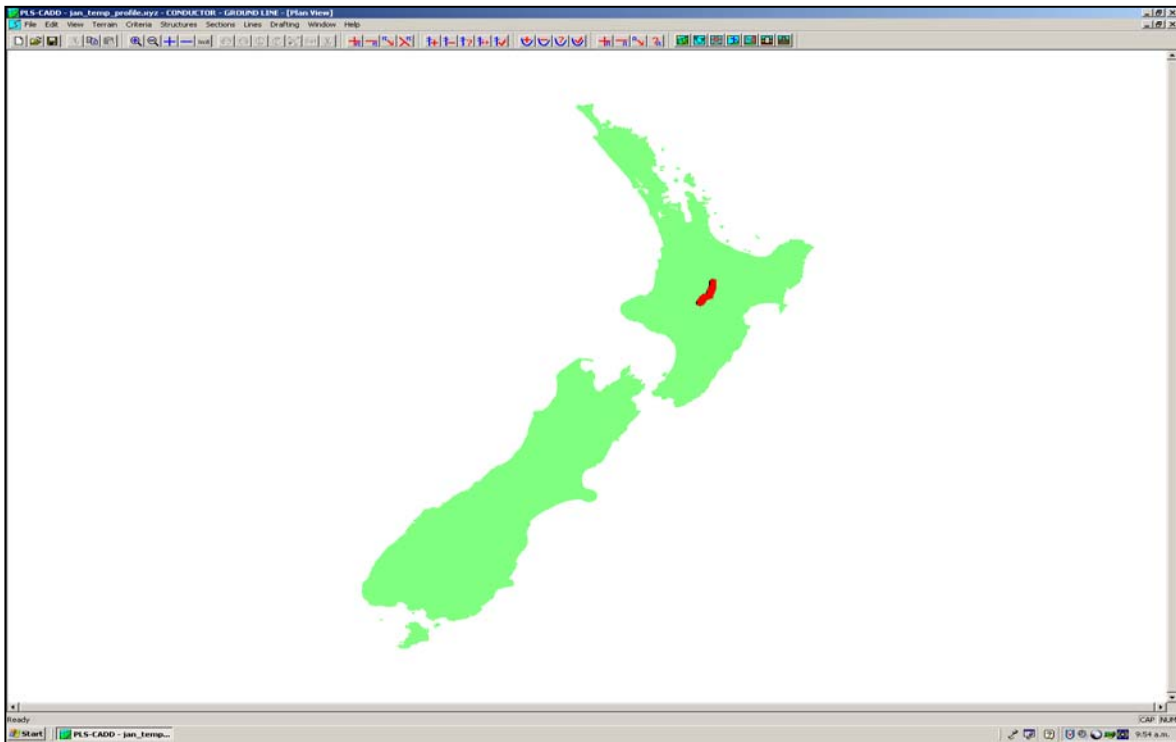 PLS-CADD - jan_temp_profile.xyz - CONDUCTOR - GROUND LINE - [Plan View]
File Edit View Terrain Criteria Structures Sections Lines Drafting Window Help
Ready
CAP NUM
Start PLS-CADD - jan_temp... 9:54 a.m.